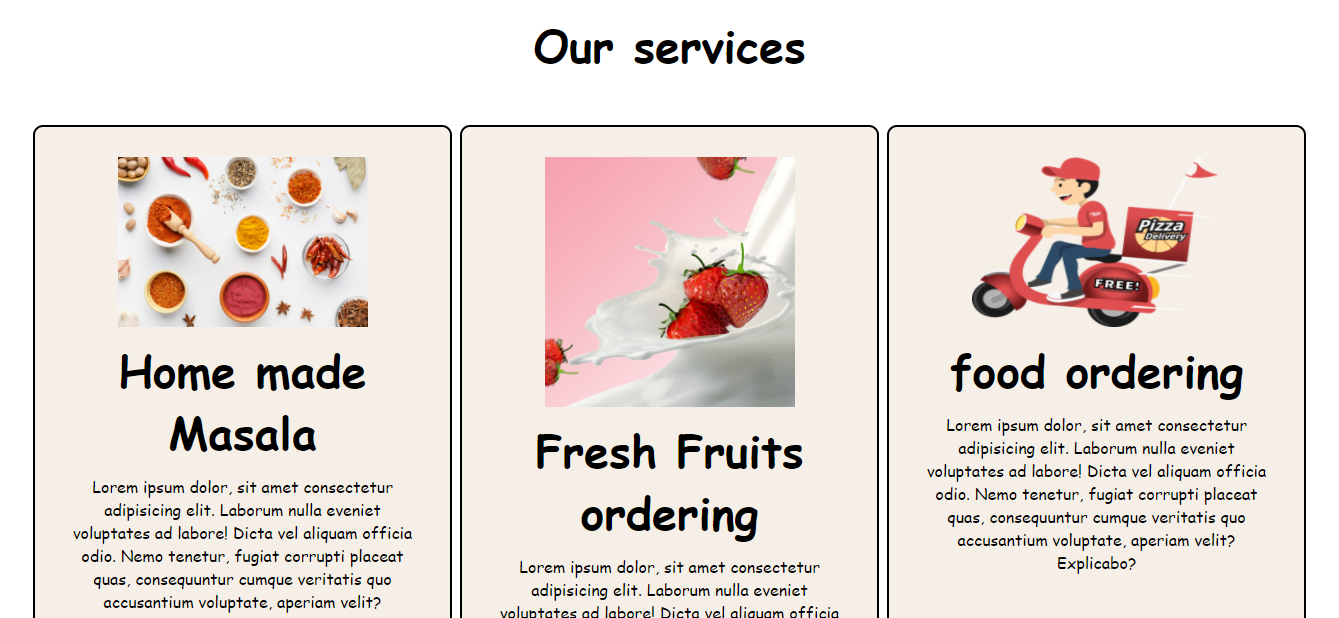 Our services
Home made
Masala
Lorem ipsum dolor, sit amet consectetur
adipisicing elit. Laborum nulla eveniet
voluptates ad labore! Dicta vel aliquam officia
odio. Nemo tenetur, fugiat corrupti placeat
quas, consequuntur cumque veritatis quo
accusantium voluptate, aperiam velit?
Fresh Fruits
ordering
Lorem ipsum dolor, sit amet consectetur
adipisicing elit. Laborum nulla eveniet
voluptates ad labore! Dicta vel aliquam officia
Pizza
Delivery
FREE!
food ordering
Lorem ipsum dolor, sit amet consectetur
adipisicing elit. Laborum nulla eveniet
voluptates ad labore! Dicta vel aliquam officia
odio. Nemo tenetur, fugiat corrupti placeat
quas, consequuntur cumque veritatis quo
accusantium voluptate, aperiam velit?
Explicabo?